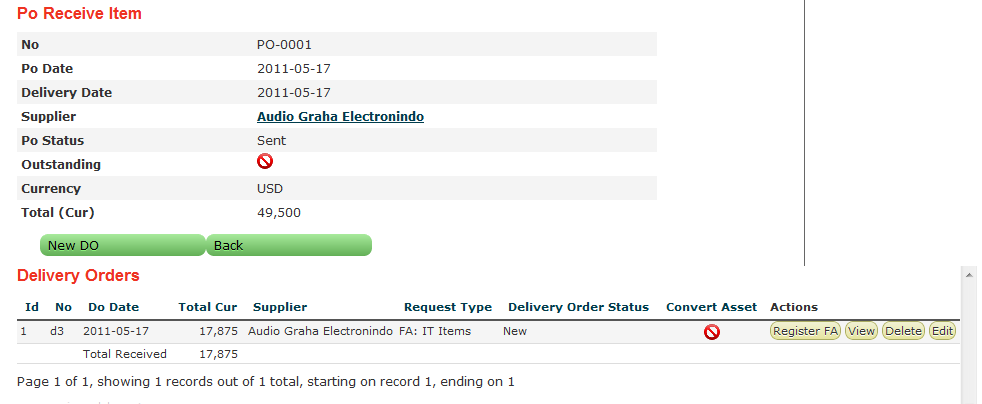 Po Receive Item
No PO-0001
Po Date 2011-05-17
Delivery Date 2011-05-17
Supplier Audio Graha Electronindo
Po Status Sent
Outstanding
Currency USD
Total (Cur) 49,500
New DO Back
Delivery Orders
Id No Do Date Total Cur Supplier Request Type Delivery Order Status Convert Asset Actions
1 d3 2011-05-17 17,875 Audio Graha Electronindo FA: IT Items New Register FA View Delete Edit
Total Received 17,875
Page 1 of 1, showing 1 records out of 1 total, starting on record 1, ending on 1